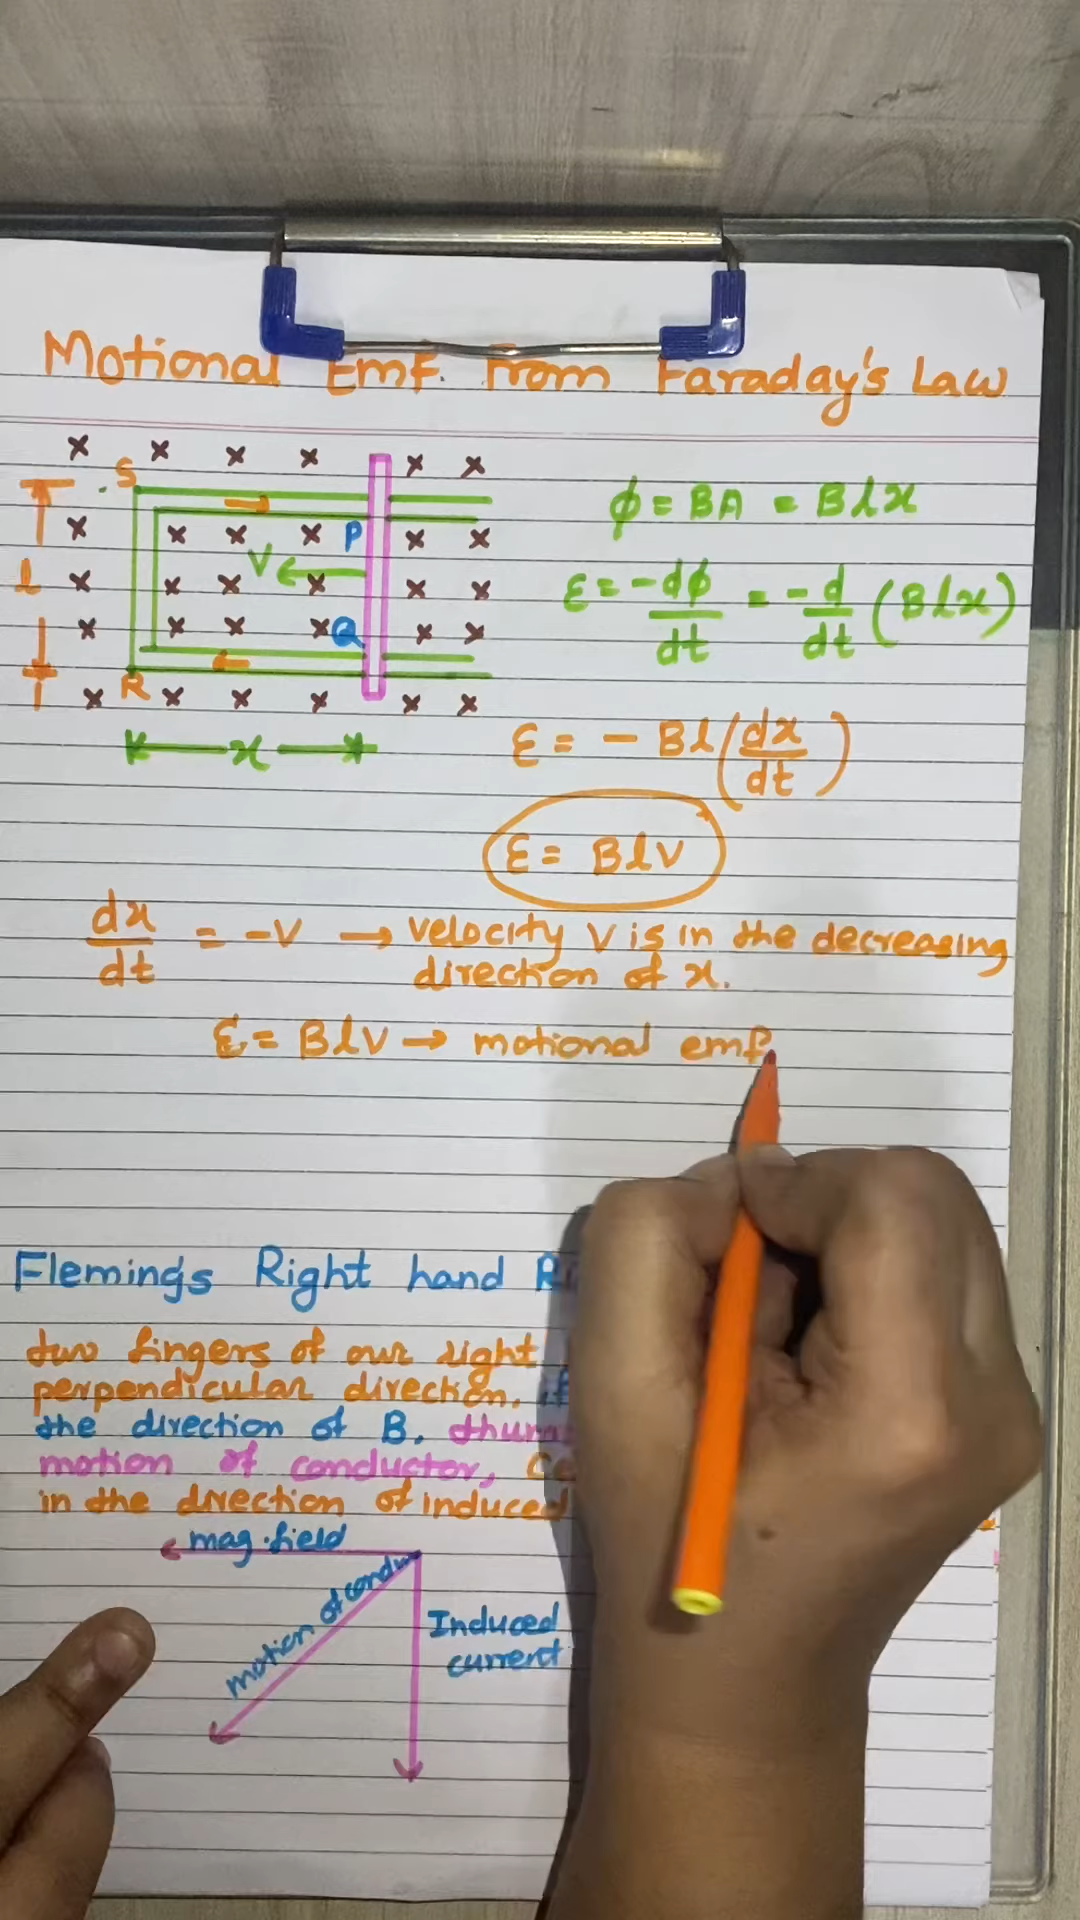 Motional Emf. From Faraday's Law
× × × × × ×
S
P
× × × × × ×
V
l × × × × × ×
× × × × Q × ×
R
× × × × × ×
x
ϕ = BA = Blx
ε = -dϕ/dt = -d/dt (Blx)
ε = - Bl (dx/dt)
ε = BlV
dx/dt = -V → velocity V is in the decreasing
direction of x.
ε = BlV → motional emf
Flemings Right hand
two fingers of our right
perpendicular direction. if
the direction of B,
motion of conductor,
in the direction of induced
mag. field
motion of
Induced
current